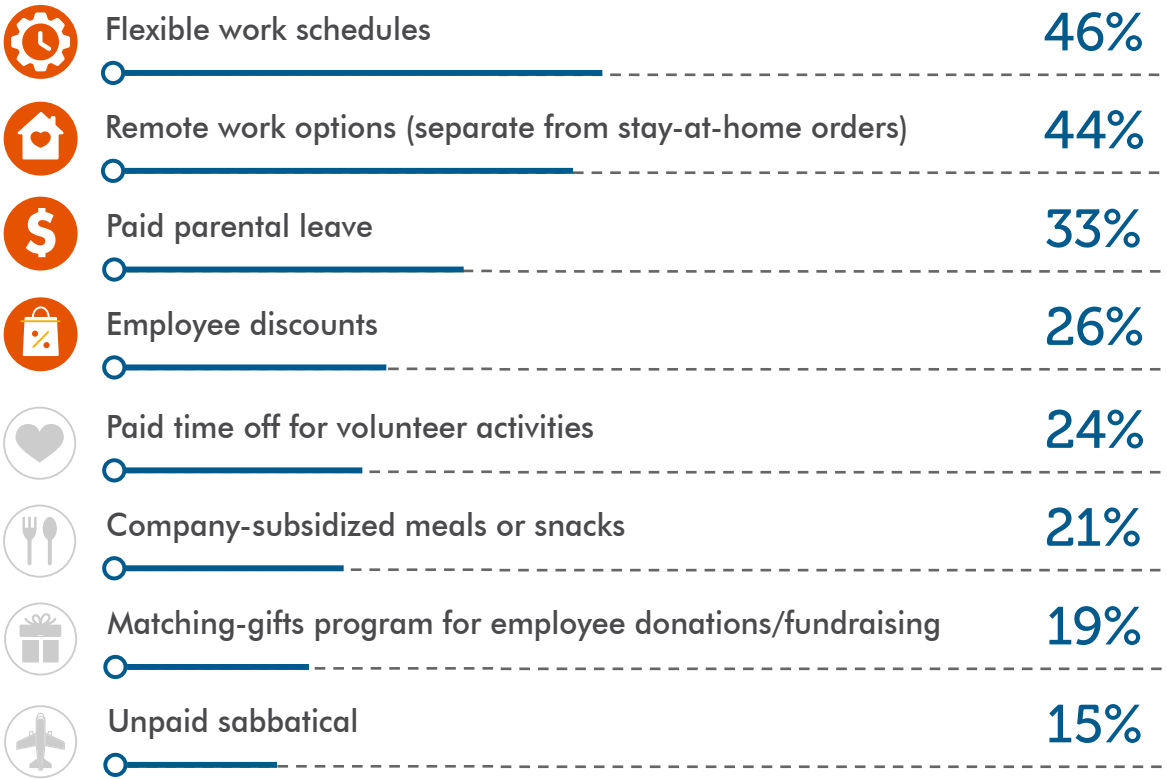 Flexible work schedules 46%
Remote work options (separate from stay-at-home orders) 44%
$ Paid parental leave 33%
Employee discounts 26%
Paid time off for volunteer activities 24%
Company-subsidized meals or snacks 21%
Matching-gifts program for employee donations/fundraising 19%
Unpaid sabbatical 15%